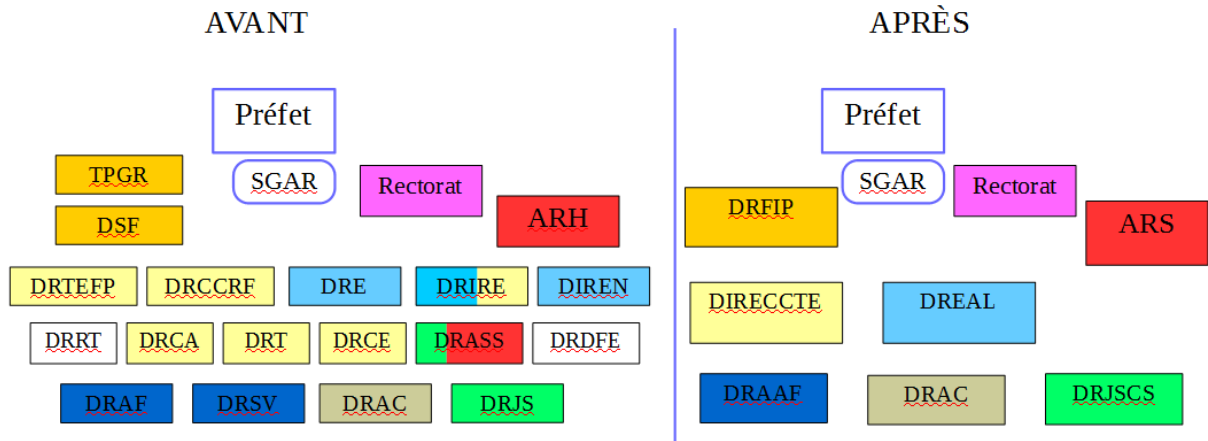 AVANT
Préfet
TPGR
SGAR
Rectorat
DSF
ARH
DRTEFP DRCCRF DRE DRIRE DIREN
DRRT DRCA DRT DRCE DRASS DRDFE
DRAF DRSV DRAC DRJS
APRÈS
Préfet
SGAR
Rectorat
DRFIP
ARS
DIRECCTE DREAL
DRAAF DRAC DRJSCS